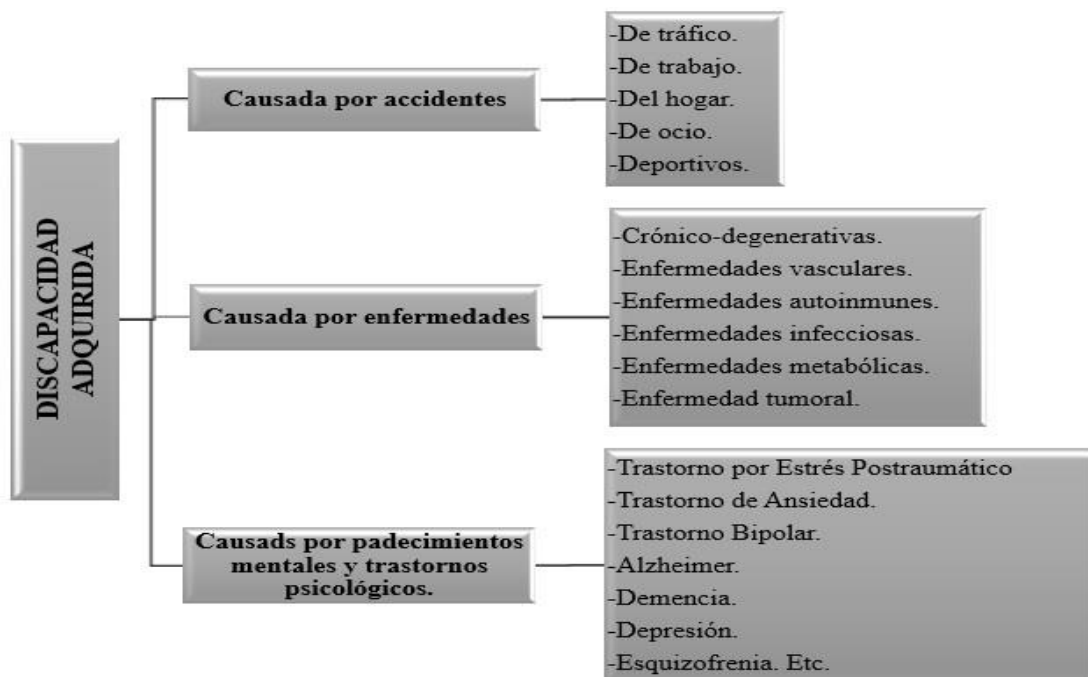 DISCAPACIDAD
ADQUIRIDA
Causada por accidentes
-De tráfico.
-De trabajo.
-Del hogar.
-De ocio.
-Deportivos.
Causada por enfermedades
-Crónico-degenerativas.
-Enfermedades vasculares.
-Enfermedades autoinmunes.
-Enfermedades infecciosas.
-Enfermedades metabólicas.
-Enfermedad tumoral.
Causads por padecimientos
mentales y trastornos
psicológicos.
-Trastorno por Estrés Postraumático
-Trastorno de Ansiedad.
-Trastorno Bipolar.
-Alzheimer.
-Demencia.
-Depresión.
-Esquizofrenia. Etc.